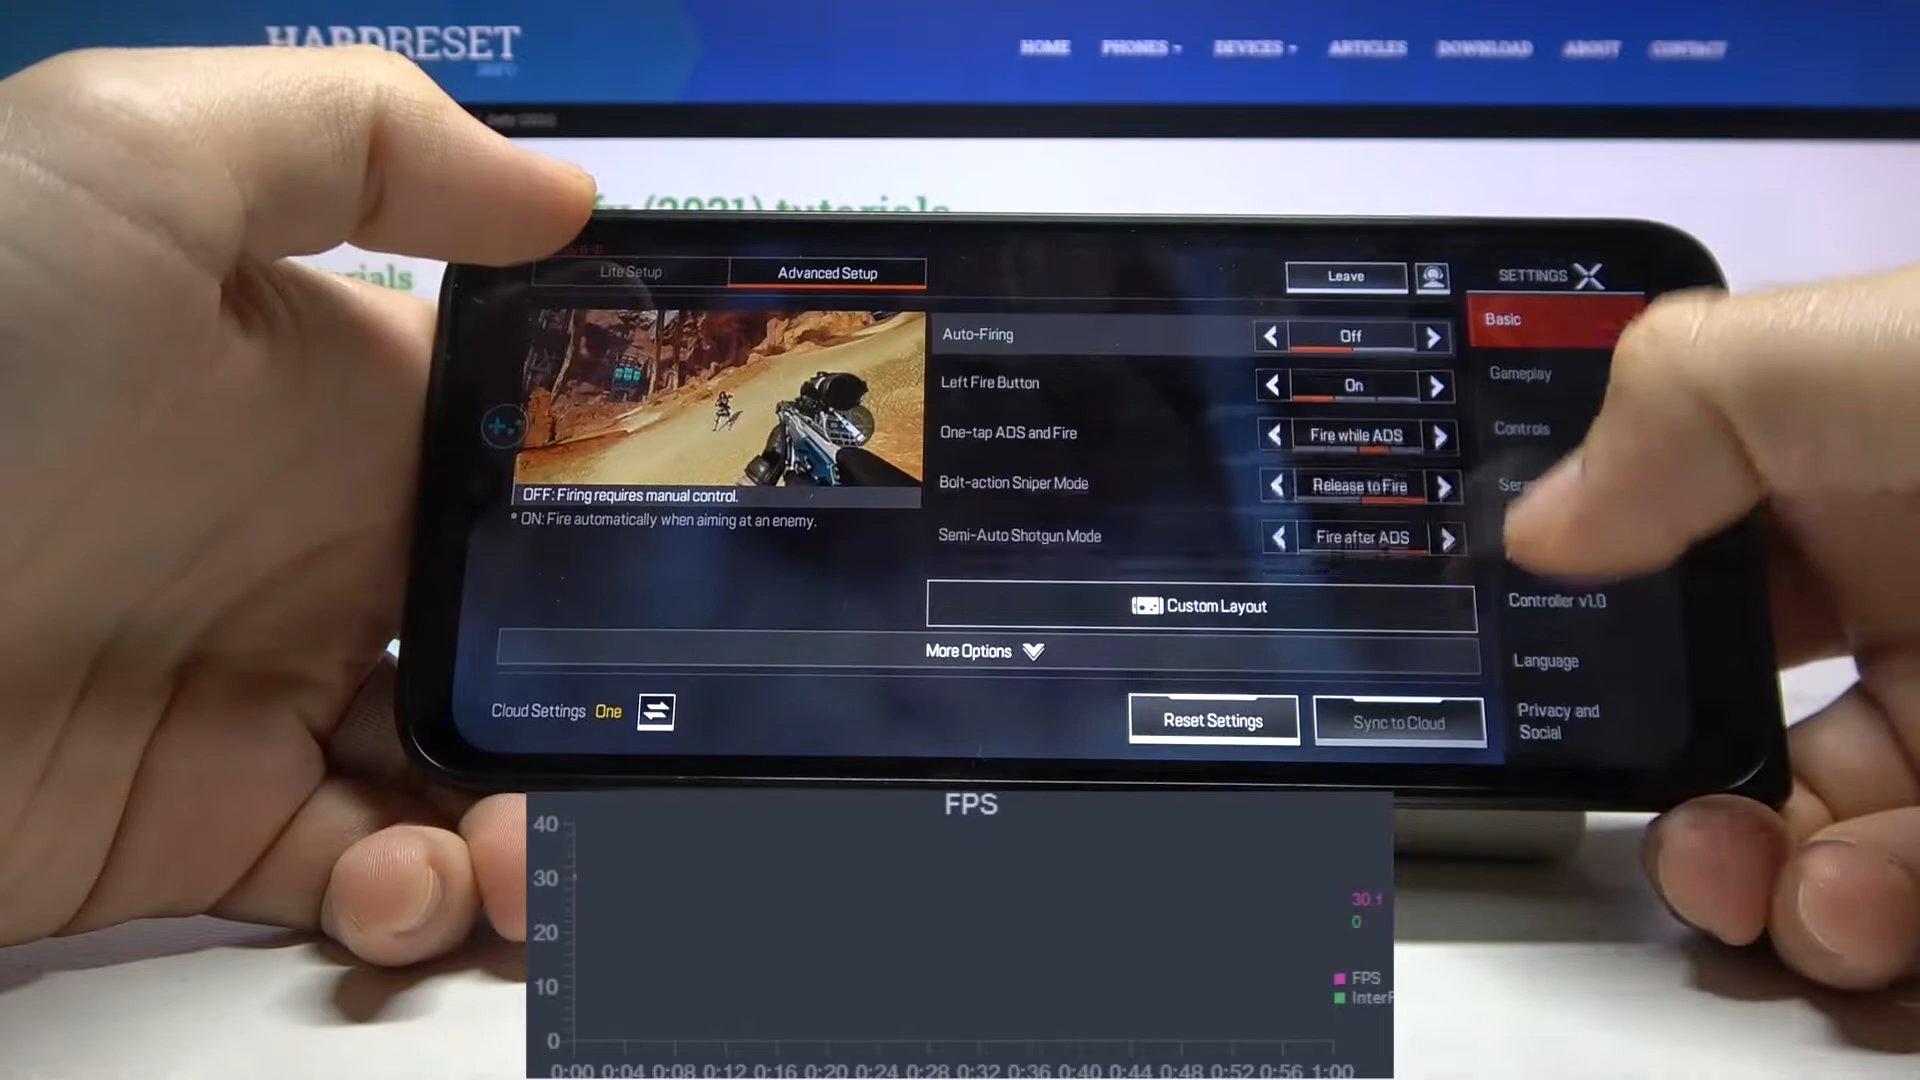 HARDRESET
HOME PHONES DEVICES ARTICLES DOWNLOAD ABOUT CONTACT
(2021) tutorials
Lite Setup
Advanced Setup
Leave
SETTINGS
Auto-Firing
Off
Basic
Left Fire Button
On
Gameplay
One-tap ADS and Fire
Fire while ADS
Controls
Bolt-action Sniper Mode
Release to Fire
OFF: Firing requires manual control.
* ON: Fire automatically when aiming at an enemy.
Semi-Auto Shotgun Mode
Fire after ADS
Custom Layout
Controller v1.0
More Options
Language
Cloud Settings One
Reset Settings
Sync to Cloud
Privacy and
Social
FPS
40
30
20
10
0
0:00 0:04 0:08 0:12 0:16 0:20 0:24 0:28 0:32 0:36 0:40 0:44 0:48 0:52 0:56 1:00
0
FPS